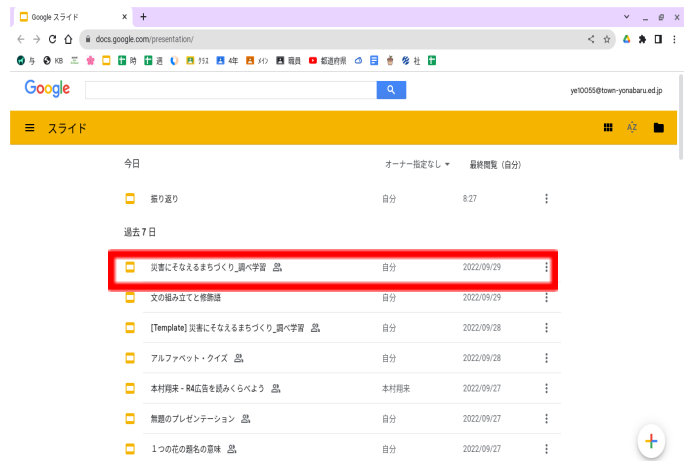 Google スライド
docs.google.com/presentation/
与 KB 時 週 クラス 4年 メイン 職員 都道府県 社
Google
ye10055@town-yonabaru.ed.jp
スライド
今日 オーナー指定なし 最終閲覧（自分）
振り返り 自分 8:27
過去 7 日
災害にそなえるまちづくり_調べ学習 自分 2022/09/29
文の組み立てと修飾語 自分 2022/09/29
[Template] 災害にそなえるまちづくり_調べ学習 自分 2022/09/28
アルファベット・クイズ 自分 2022/09/28
本村翔来 - R4広告を読みくらべよう 本村翔来 2022/09/27
無題のプレゼンテーション 自分 2022/09/27
１つの花の題名の意味 自分 2022/09/27